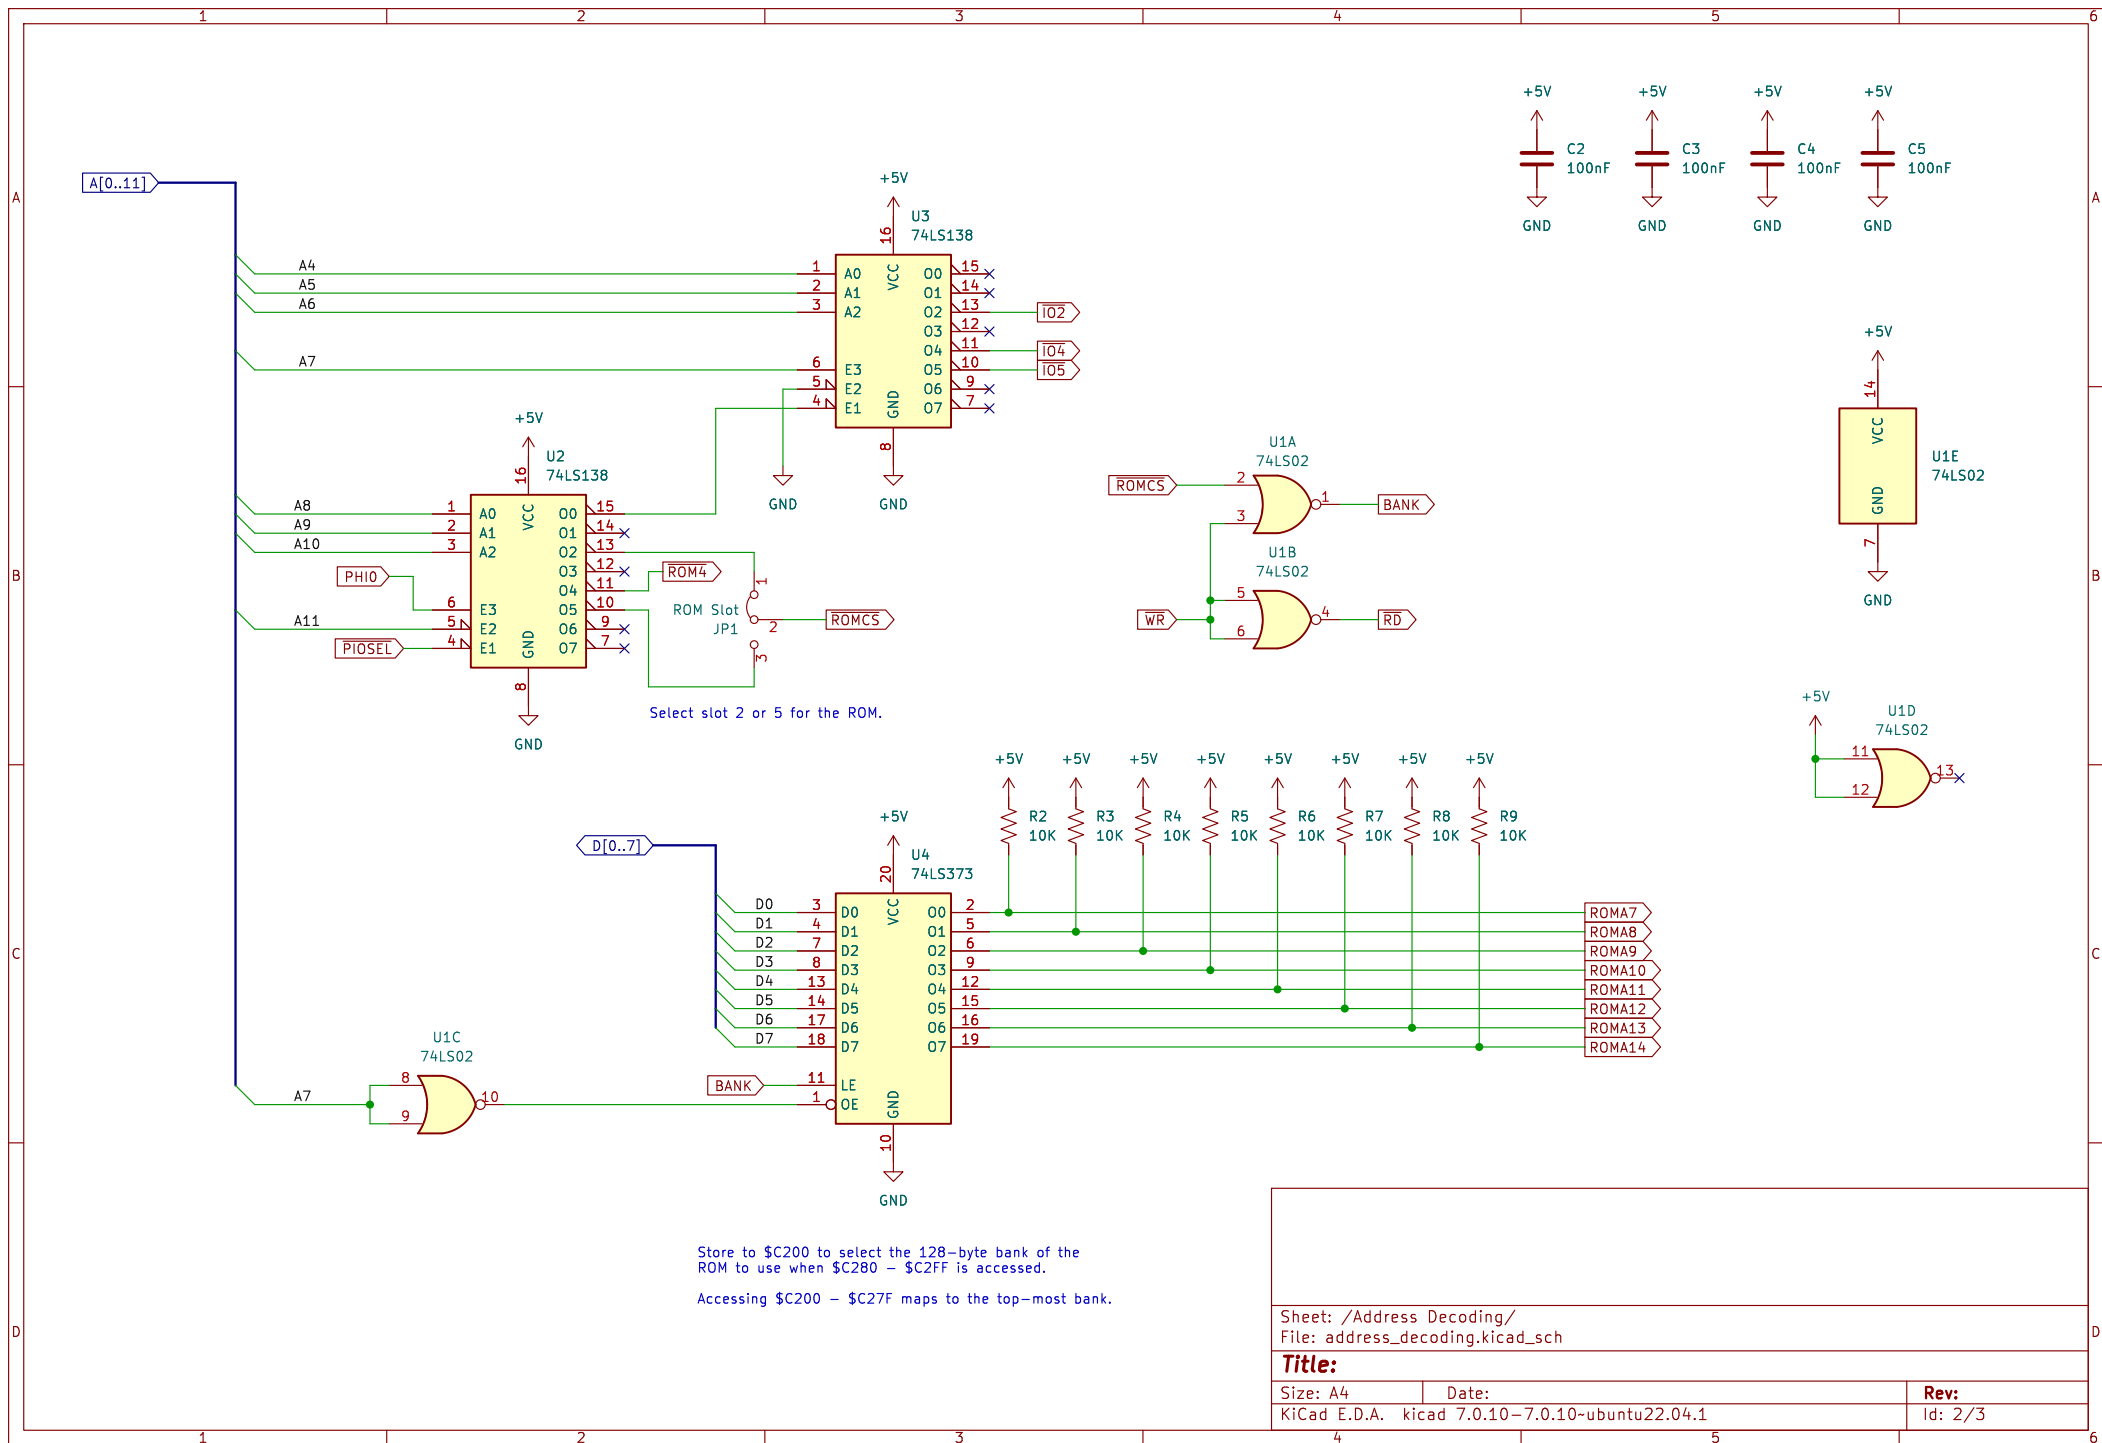 1 2 3 4 5 6
A
B
C
D
A
B
C
D
1 2 3 4 5 6
A[0..11]
A4
A5
A6
A7
A8
A9
A10
A11
A7
PHI0
PIOSEL
+5V
U3
74LS138
16
VCC
1 A0
2 A1
3 A2
6 E3
5 E2
4 E1
O0 15
O1 14
O2 13
O3 12
O4 11
O5 10
O6 9
O7 7
GND
8
GND
GND
IO2
IO4
IO5
+5V
U2
74LS138
16
VCC
1 A0
2 A1
3 A2
6 E3
5 E2
4 E1
O0 15
O1 14
O2 13
O3 12
O4 11
O5 10
O6 9
O7 7
GND
8
GND
ROM4
1
ROM Slot
JP1
2
3
ROMCS
Select slot 2 or 5 for the ROM.
U1A
74LS02
ROMCS
2
3
1
BANK
U1B
74LS02
WR
5
6
4
RD
+5V +5V +5V +5V
C2
100nF
C3
100nF
C4
100nF
C5
100nF
GND GND GND GND
+5V
14
VCC
GND
U1E
74LS02
7
GND
+5V
U1D
74LS02
11
12
13
+5V +5V +5V +5V +5V +5V +5V +5V
R2 R3 R4 R5 R6 R7 R8 R9
10K 10K 10K 10K 10K 10K 10K 10K
D[0..7]
D0
D1
D2
D3
D4
D5
D6
D7
+5V
U4
74LS373
20
VCC
3 D0
4 D1
7 D2
8 D3
13 D4
14 D5
17 D6
18 D7
11 LE
1 OE
O0 2
O1 5
O2 6
O3 9
O4 12
O5 15
O6 16
O7 19
GND
10
GND
ROMA7
ROMA8
ROMA9
ROMA10
ROMA11
ROMA12
ROMA13
ROMA14
BANK
U1C
74LS02
8
9
10
Store to $C200 to select the 128-byte bank of the
ROM to use when $C280 - $C2FF is accessed.
Accessing $C200 - $C27F maps to the top-most bank.
Sheet: /Address Decoding/
File: address_decoding.kicad_sch
Title:
Size: A4 Date: Rev:
KiCad E.D.A. kicad 7.0.10-7.0.10~ubuntu22.04.1 Id: 2/3